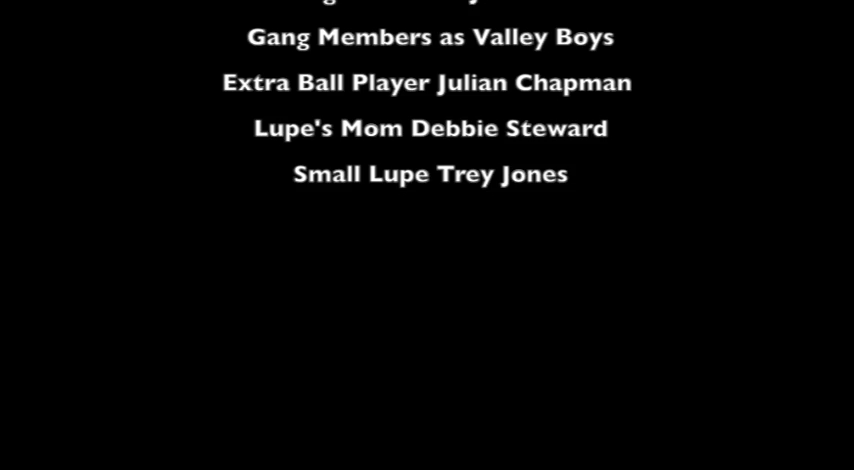 Gang Members as Valley Boys
Extra Ball Player Julian Chapman
Lupe's Mom Debbie Steward
Small Lupe Trey Jones